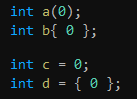 int a(0);
int b{ 0 };
int c = 0;
int d = { 0 };